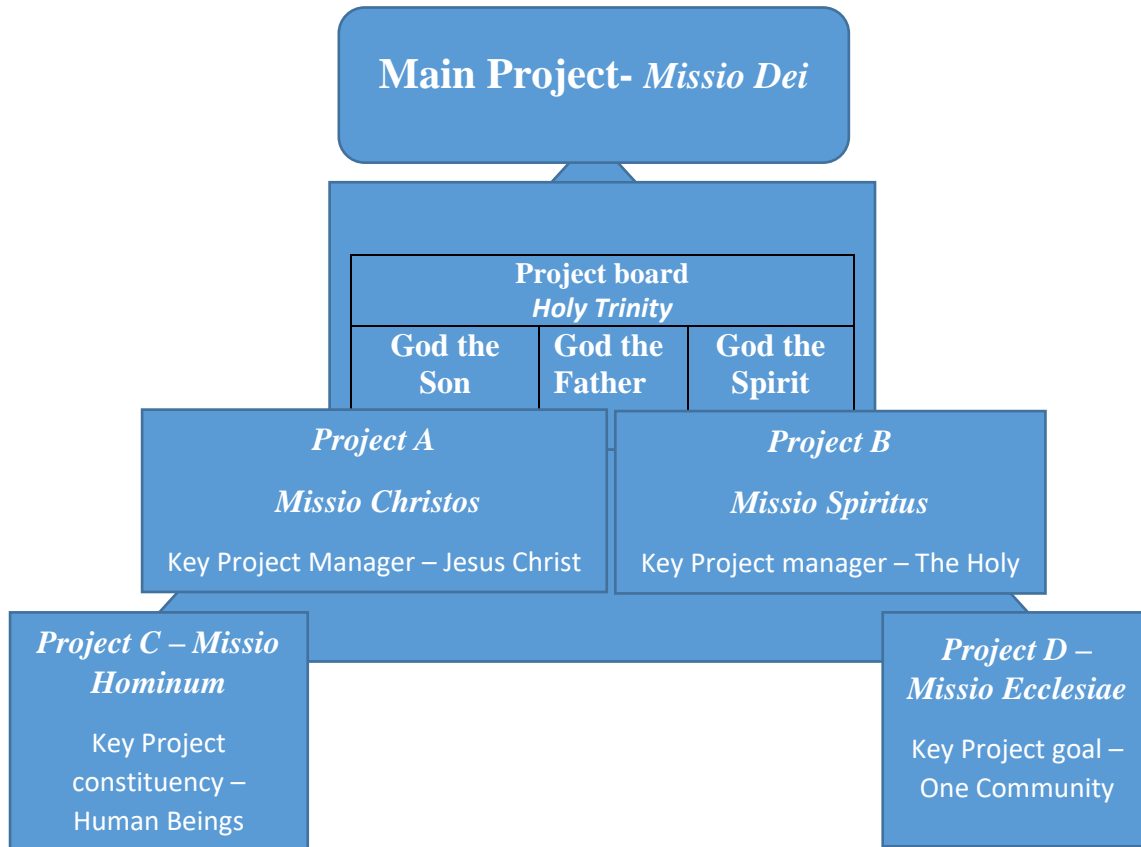 Main Project- Missio Dei
Project board
Holy Trinity
God the
Son
God the
Father
God the
Spirit
Project A
Missio Christos
Key Project Manager – Jesus Christ
Project B
Missio Spiritus
Key Project manager – The Holy
Project C – Missio
Hominum
Key Project
constituency –
Human Beings
Project D –
Missio Ecclesiae
Key Project goal –
One Community